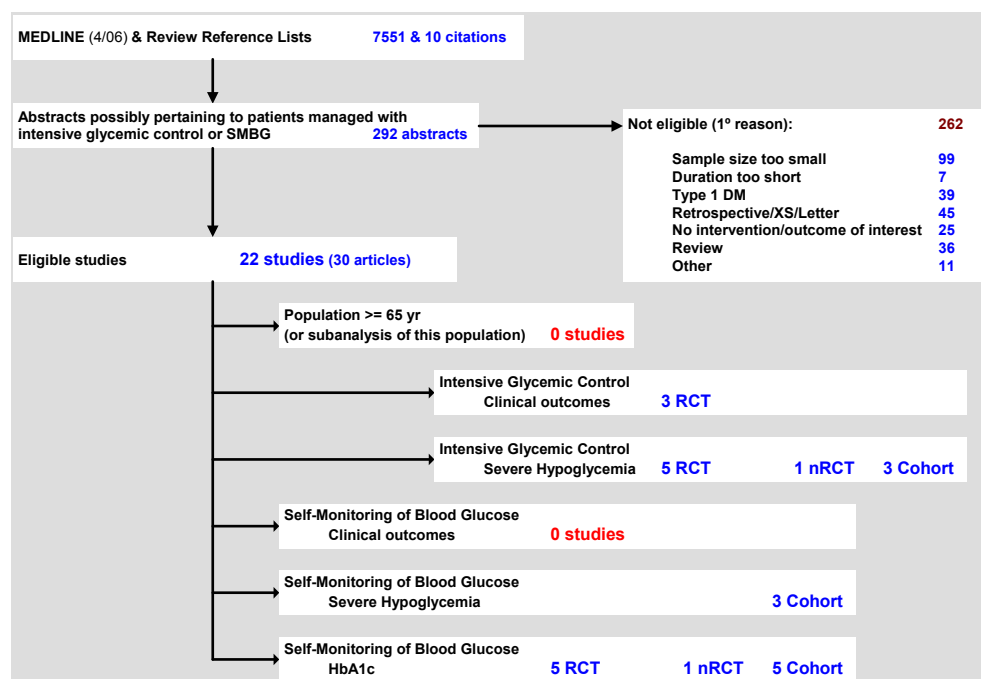 MEDLINE (4/06) & Review Reference Lists 7551 & 10 citations
Abstracts possibly pertaining to patients managed with
intensive glycemic control or SMBG 292 abstracts
Not eligible (1º reason): 262
Sample size too small 99
Duration too short 7
Type 1 DM 39
Retrospective/XS/Letter 45
No intervention/outcome of interest 25
Review 36
Other 11
Eligible studies 22 studies (30 articles)
Population >= 65 yr
(or subanalysis of this population) 0 studies
Intensive Glycemic Control
Clinical outcomes 3 RCT
Intensive Glycemic Control
Severe Hypoglycemia 5 RCT 1 nRCT 3 Cohort
Self-Monitoring of Blood Glucose
Clinical outcomes 0 studies
Self-Monitoring of Blood Glucose
Severe Hypoglycemia 3 Cohort
Self-Monitoring of Blood Glucose
HbA1c 5 RCT 1 nRCT 5 Cohort